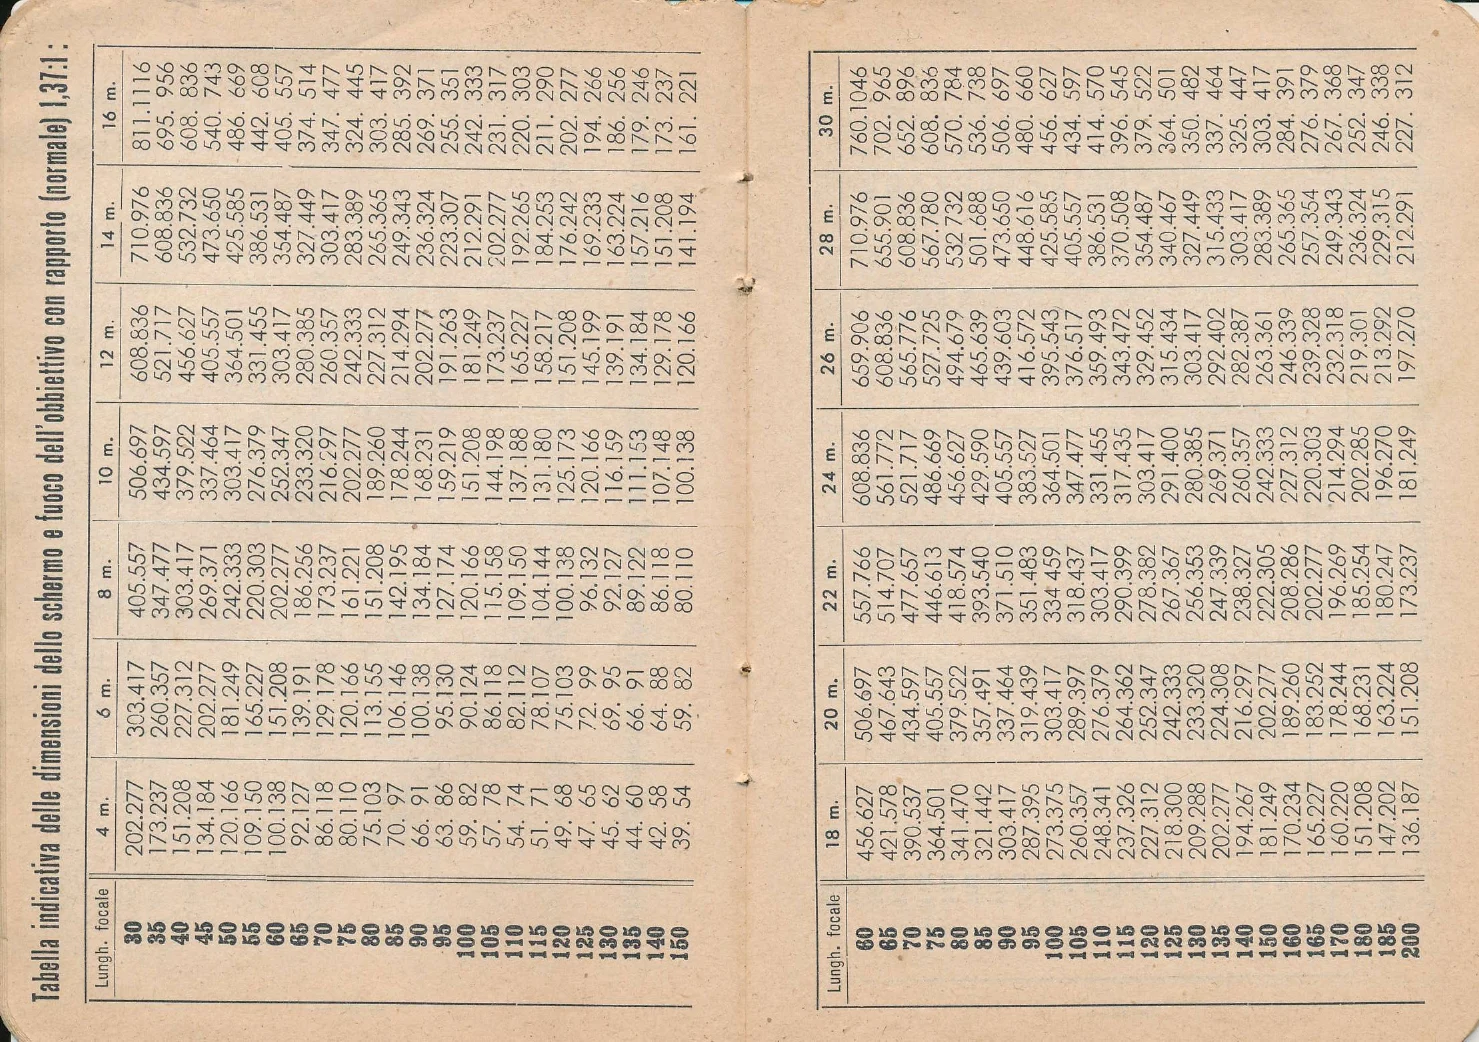 Tabella indicativa delle dimensioni dello schermo e fuoco dell'obbiettivo con rapporto (normale) 1,37:1:
Lungh. focale 4 m. 6 m. 8 m. 10 m. 12 m. 14 m. 16 m.
30 202.277 303.417 405.557 506.697 608.836 710.976 811.1116
35 173.237 260.357 347.477 434.597 521.717 608.836 695. 956
40 151.208 227.312 303.417 379.522 456.627 532.732 608. 836
45 134.184 202.277 269.371 337.464 405.557 473.650 540. 743
50 120.166 181.249 242.333 303.417 364.501 425.585 486. 669
55 109.150 165.227 220.303 276.379 331.455 386.531 442. 608
60 100.138 151.208 202.277 252.347 303.417 354.487 405. 557
65 92.127 139.191 186.256 233.320 280.385 327.449 374. 514
70 86.118 129.178 173.237 216.297 260.357 303.417 347. 477
75 80.110 120.166 161.221 202.277 242.333 283.389 324. 445
80 75.103 113.155 151.208 189.260 227.312 265.365 303. 417
85 70. 97 106.146 142.195 178.244 214.294 249.343 285. 392
90 66. 91 100.138 134.184 168.231 202.277 236.324 269. 371
95 63. 86 95.130 127.174 159.219 191.263 223.307 255. 351
100 59. 82 90.124 120.166 151.208 181.249 212.291 242. 333
105 57. 78 86.118 115.158 144.198 173.237 202.277 231. 317
110 54. 74 82.112 109.150 137.188 165.227 192.265 220. 303
115 51. 71 78.107 104.144 131.180 158.217 184.253 211. 290
120 49. 68 75.103 100.138 125.173 151.208 176.242 202. 277
125 47. 65 72. 99 96.132 120.166 145.199 169.233 194. 266
130 45. 62 69. 95 92.127 116.159 139.191 163.224 186. 256
135 44. 60 66. 91 89.122 111.153 134.184 157.216 179. 246
140 42. 58 64. 88 86.118 107.148 129.178 151.208 173. 237
150 39. 54 59. 82 80.110 100.138 120.166 141.194 161. 221
Lungh. focale 18 m. 20 m. 22 m. 24 m. 26 m. 28 m. 30 m.
60 456.627 506.697 557.766 608.836 659.906 710.976 760.1046
65 421.578 467.643 514.707 561.772 608.836 655.901 702. 965
70 390.537 434.597 477.657 521.717 565.776 608.836 652. 896
75 364.501 405.557 446.613 486.669 527.725 567.780 608. 836
80 341.470 379.522 418.574 456.627 494.679 532.732 570. 784
85 321.442 357.491 393.540 429.590 465.639 501.688 536. 738
90 303.417 337.464 371.510 405.557 439.603 473.650 506. 697
95 287.395 319.439 351.483 383.527 416.572 448.616 480. 660
100 273.375 303.417 334.459 364.501 395.543 425.585 456. 627
105 260.357 289.397 318.437 347.477 376.517 405.557 434. 597
110 248.341 276.379 303.417 331.455 359.493 386.531 414. 570
115 237.326 264.362 290.399 317.435 343.472 370.508 396. 545
120 227.312 252.347 278.382 303.417 329.452 354.487 379. 522
125 218.300 242.333 267.367 291.400 315.434 340.467 364. 501
130 209.288 233.320 256.353 280.385 303.417 327.449 350. 482
135 202.277 224.308 247.339 269.371 292.402 315.433 337. 464
140 194.267 216.297 238.327 260.357 282.387 303.417 325. 447
150 181.249 202.277 222.305 242.333 263.361 283.389 303. 417
160 170.234 189.260 208.286 227.312 246.339 265.365 284. 391
165 165.227 183.252 202.277 220.303 239.328 257.354 276. 379
170 160.220 178.244 196.269 214.294 232.318 249.343 267. 368
180 151.208 168.231 185.254 202.285 219.301 236.324 252. 347
185 147.202 163.224 180.247 196.270 213.292 229.315 246. 338
200 136.187 151.208 173.237 181.249 197.270 212.291 227. 312